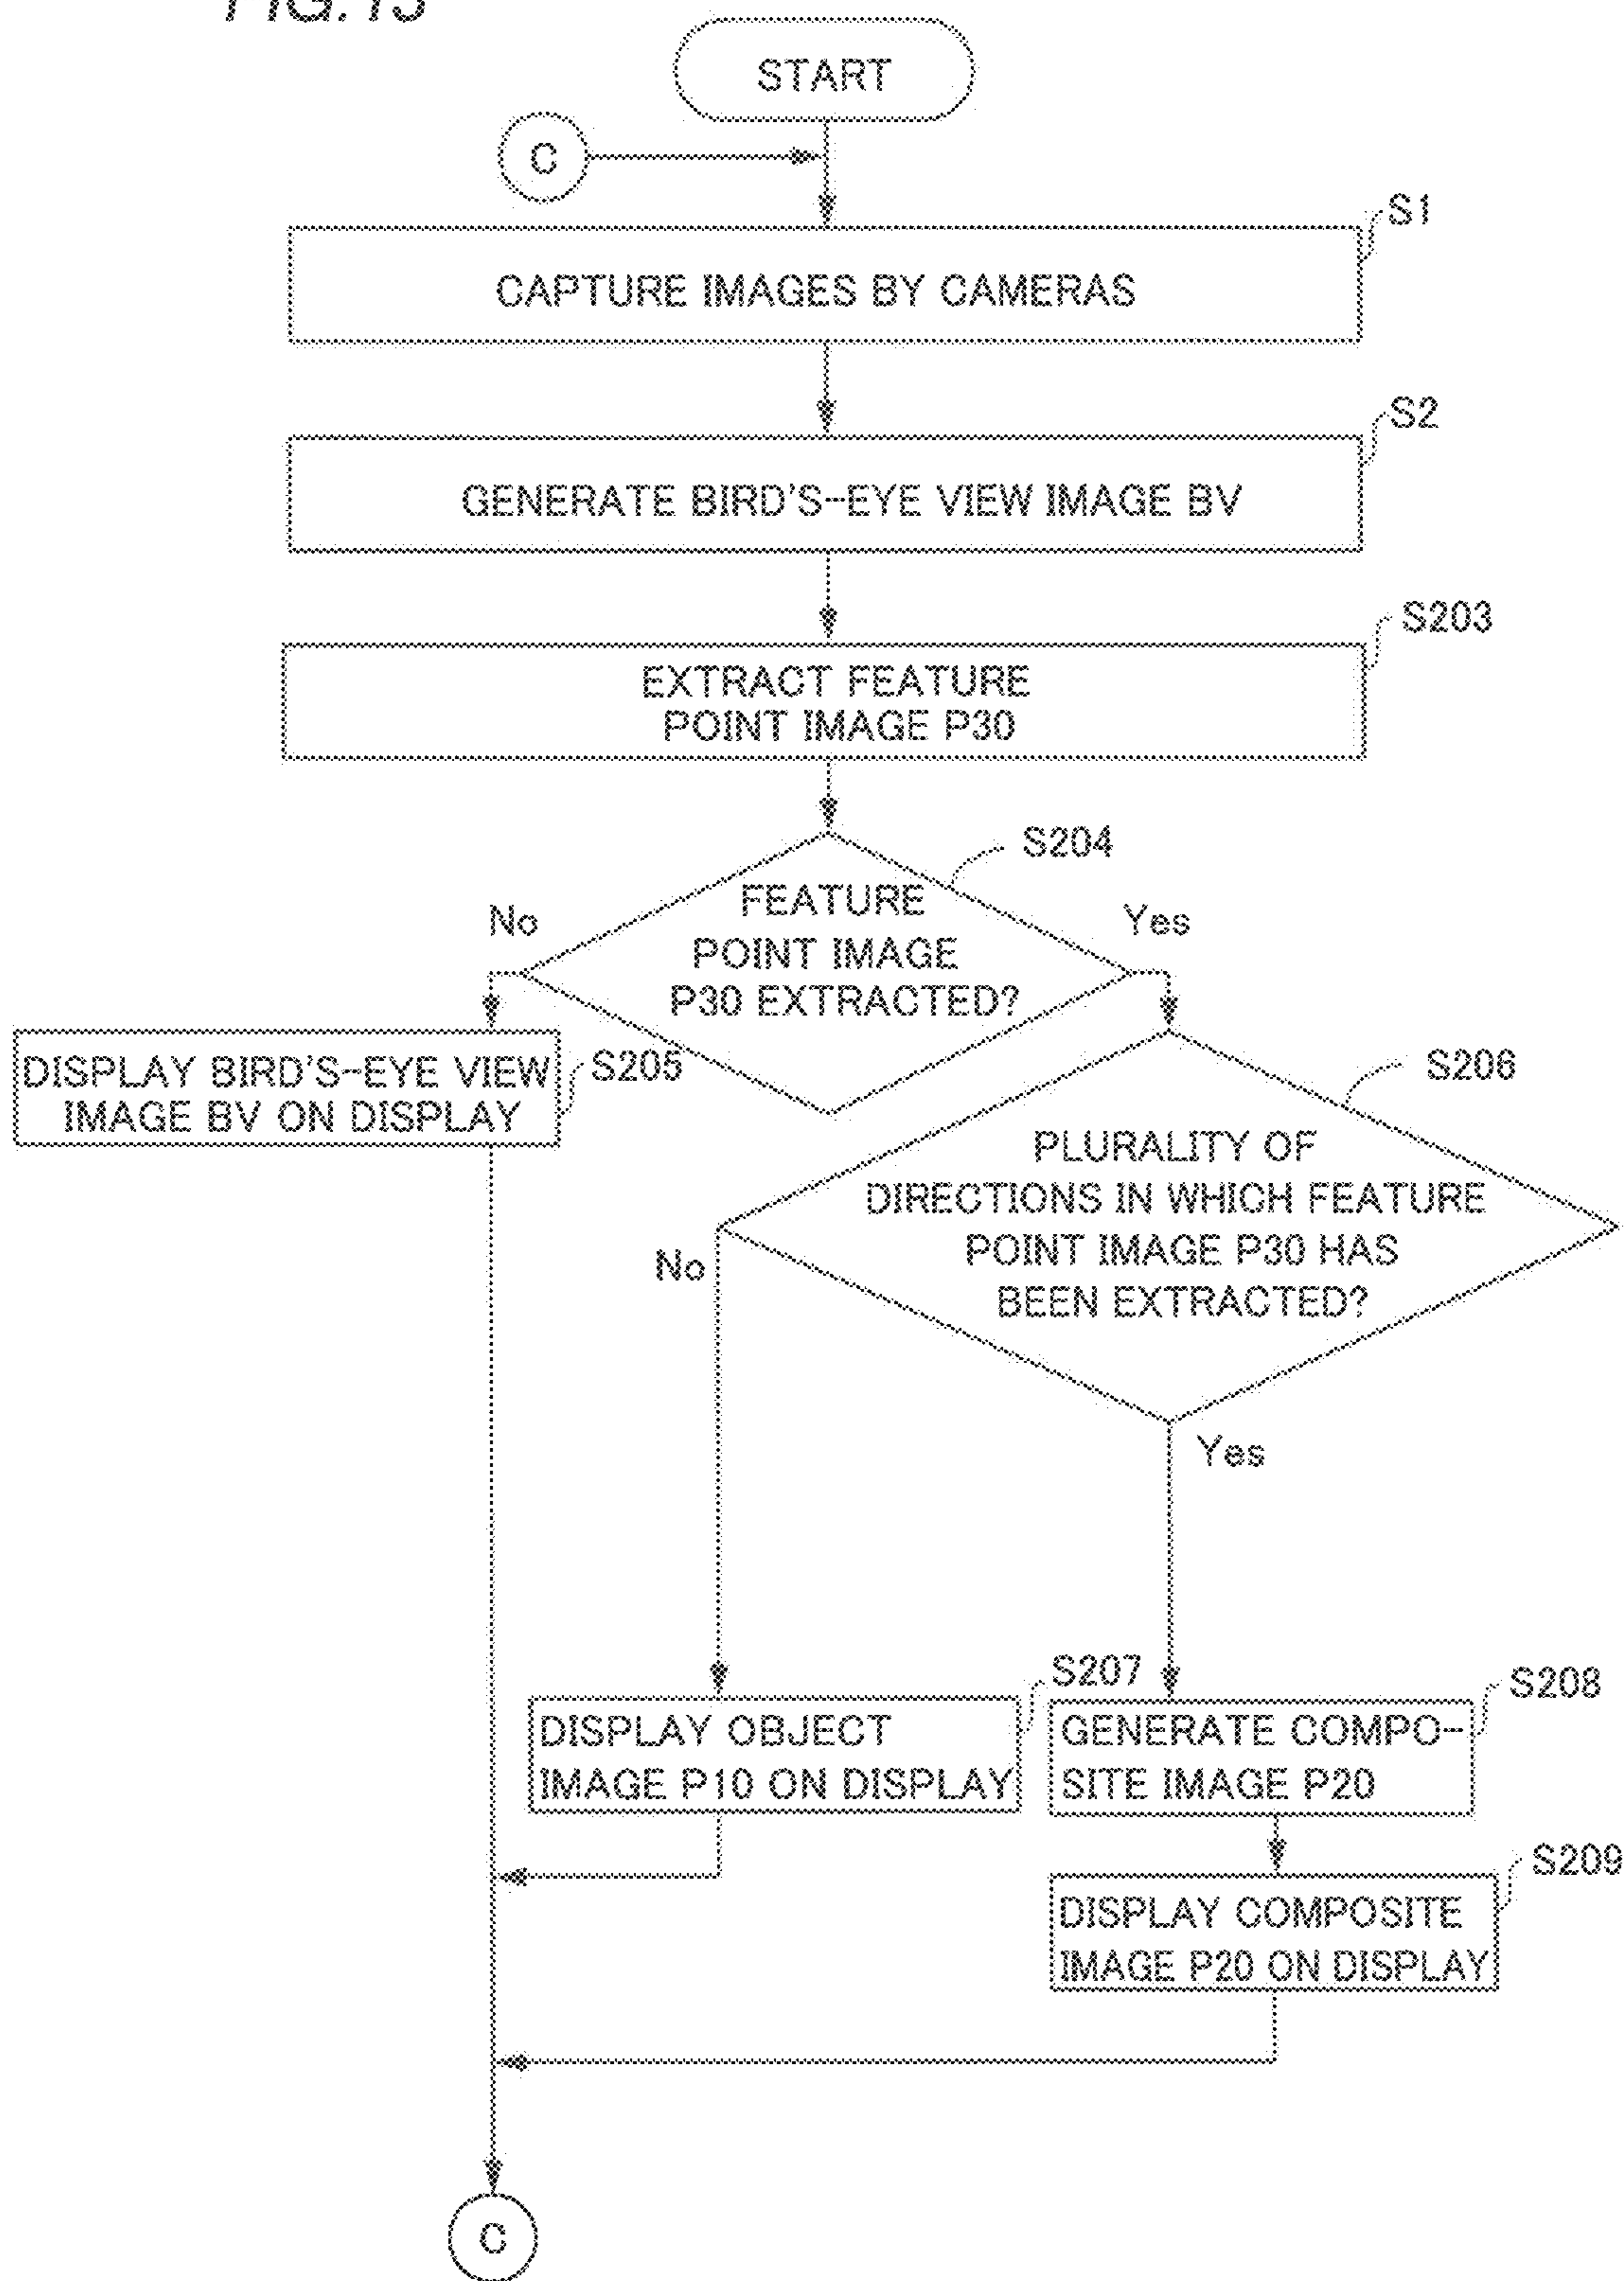 FIG. 15
START
C
S1
CAPTURE IMAGES BY CAMERAS
S2
GENERATE BIRD'S-EYE VIEW IMAGE BV
S203
EXTRACT FEATURE
POINT IMAGE P30
S204
FEATURE
POINT IMAGE
P30 EXTRACTED?
No
Yes
DISPLAY BIRD'S-EYE VIEW
IMAGE BV ON DISPLAY
S205
S206
PLURALITY OF
DIRECTIONS IN WHICH FEATURE
POINT IMAGE P30 HAS
BEEN EXTRACTED?
No
Yes
S207
DISPLAY OBJECT
IMAGE P10 ON DISPLAY
S208
GENERATE COMPO-
SITE IMAGE P20
S209
DISPLAY COMPOSITE
IMAGE P20 ON DISPLAY
C